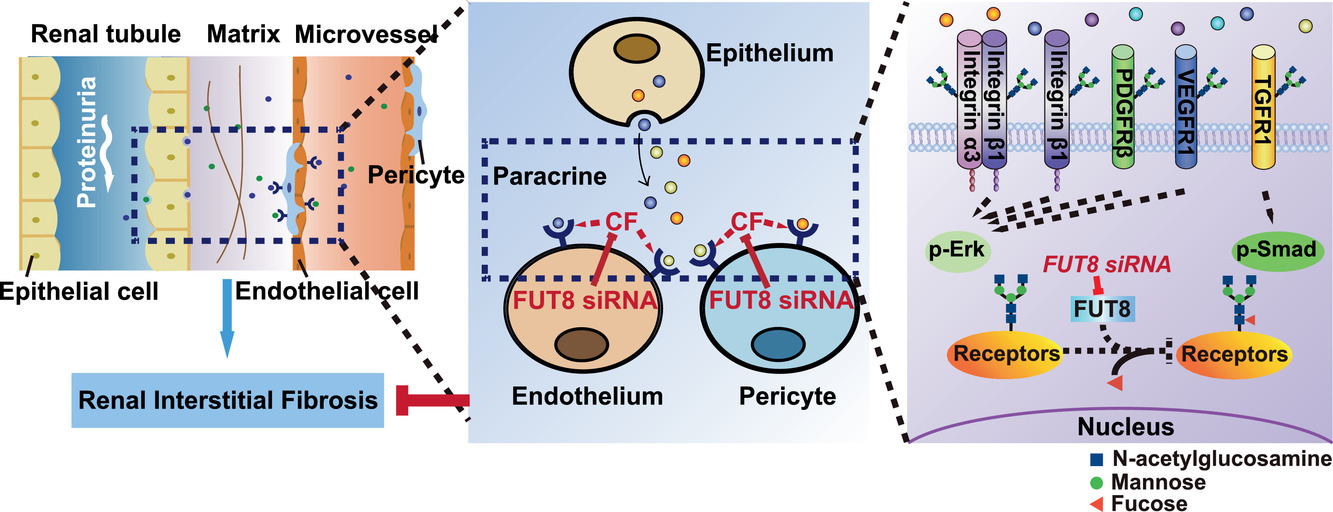 Renal tubule
Matrix
Microvessel
Proteinuria
Pericyte
Epithelial cell
Endothelial cell
Renal Interstitial Fibrosis
Epithelium
Paracrine
CF
CF
FUT8 siRNA
FUT8 siRNA
Endothelium
Pericyte
Integrin α3
Integrin β1
Integrin β1
PDGFRβ
VEGFR1
TGFR1
p-Erk
p-Smad
FUT8 siRNA
FUT8
Receptors
Receptors
Nucleus
N-acetylglucosamine
Mannose
Fucose